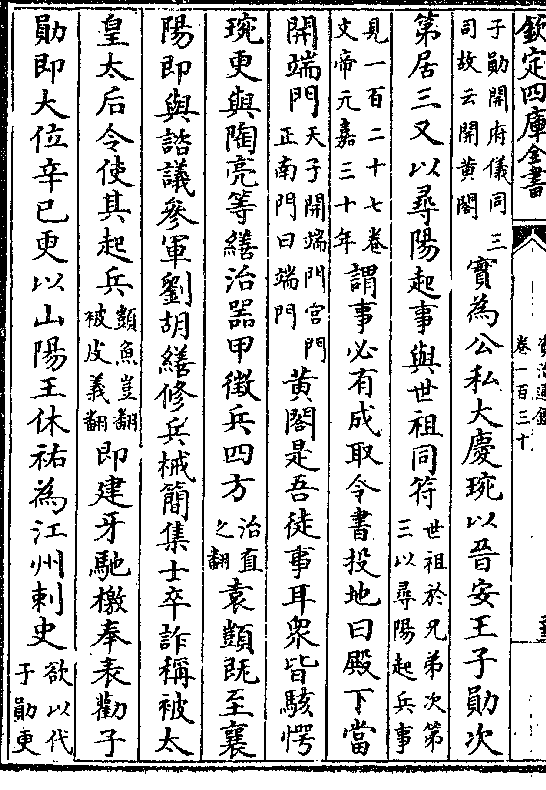 欽定四庫全書
資治通鑑
卷一百三十
子勛開府儀同三
司故云開黃閤
實為公私大慶琬以晉安王子勛次
第居三又以尋陽起事與世祖同符
世祖於兄弟次第
三以尋陽起兵事
見一百二十七卷
文帝元嘉三十年
謂事必有成取令書投地曰殿下當
開端門
天子開端門宮門
正南門曰端門
黃閤是吾徒事耳眾皆駭愕
琬更與陶亮等繕治器甲徵兵四方
治直
之翻
袁顗既至襄
陽即與諮議參軍劉胡繕修兵械簡集士卒詐稱被太
皇太后令使其起兵
顗魚豈翻
被皮義翻
即建牙馳檄奉表勸子
勛即大位辛巳更以山陽王休祐為江州刺史
欲以代
子勛更